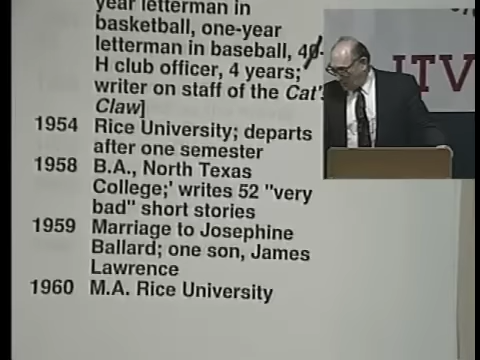 year letterman in
basketball, one-year
letterman in baseball, 4
H club officer, 4 years;
writer on staff of the Cat's
Claw]
1954 Rice University; departs
after one semester
1958 B.A., North Texas
College;' writes 52 "very
bad" short stories
1959 Marriage to Josephine
Ballard; one son, James
Lawrence
1960 M.A. Rice University
ITV